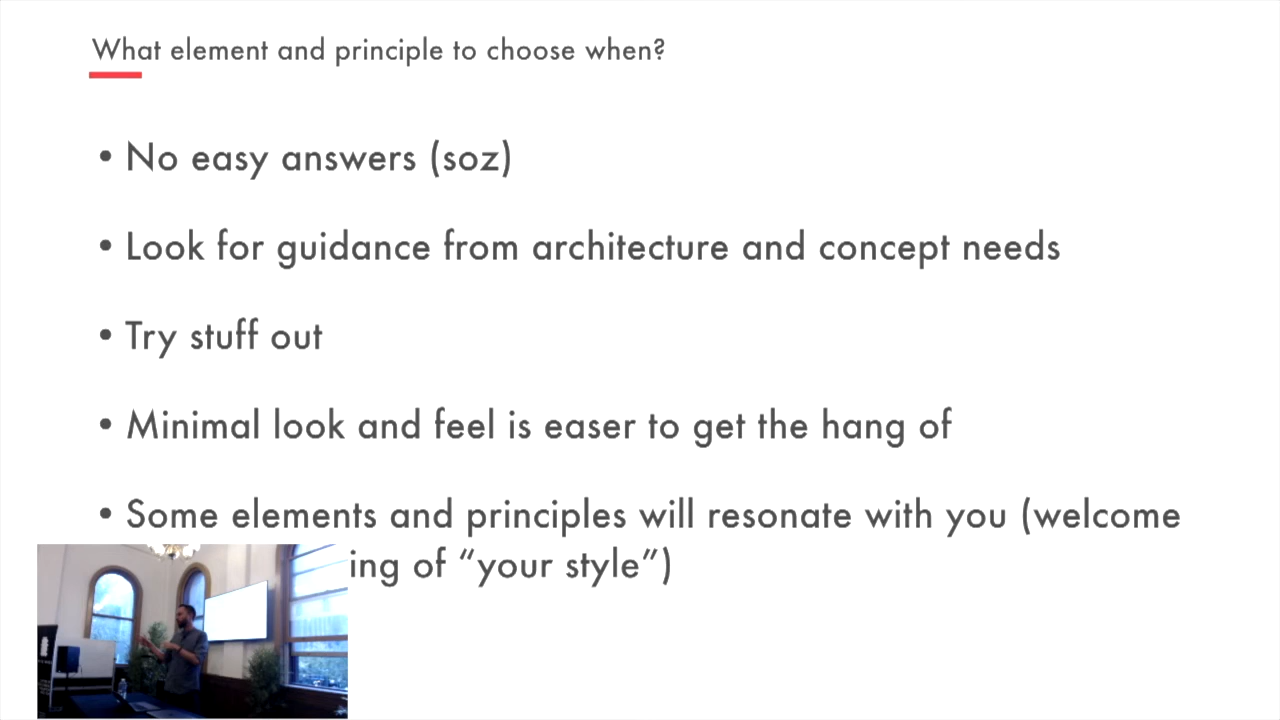 What element and principle to choose when?
• No easy answers (soz)
• Look for guidance from architecture and concept needs
• Try stuff out
• Minimal look and feel is easer to get the hang of
• Some elements and principles will resonate with you (welcome
ing of “your style”)